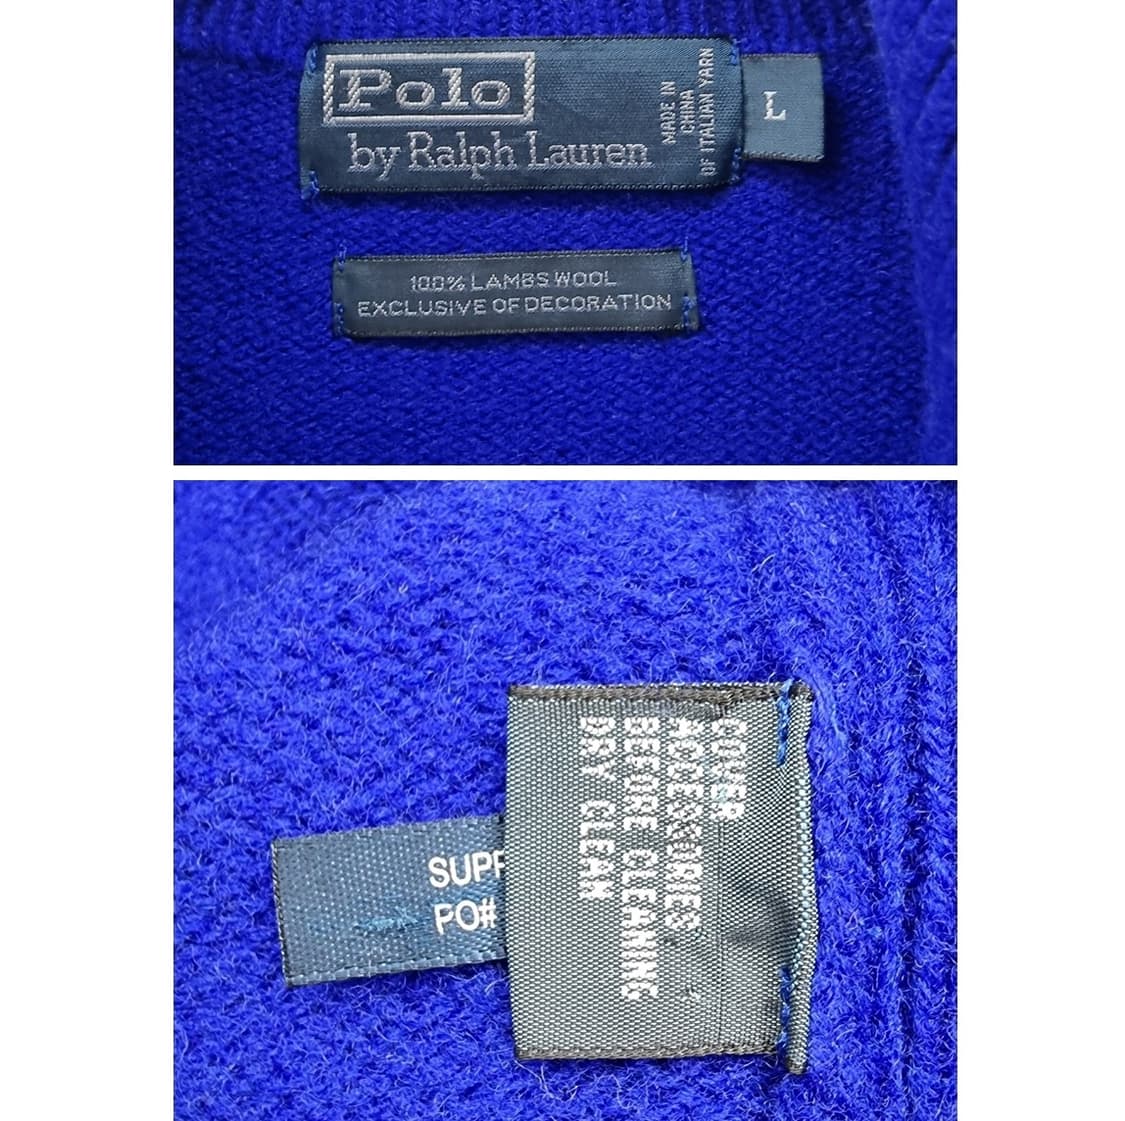 Polo
by Ralph Lauren
MADE IN
CHINA
OF ITALIAN YARN
L
100% LAMBS WOOL
EXCLUSIVE OF DECORATION
COVER
ACCESSORIES
BEFORE CLEANING
DRY CLEAN
SUPP
PO#